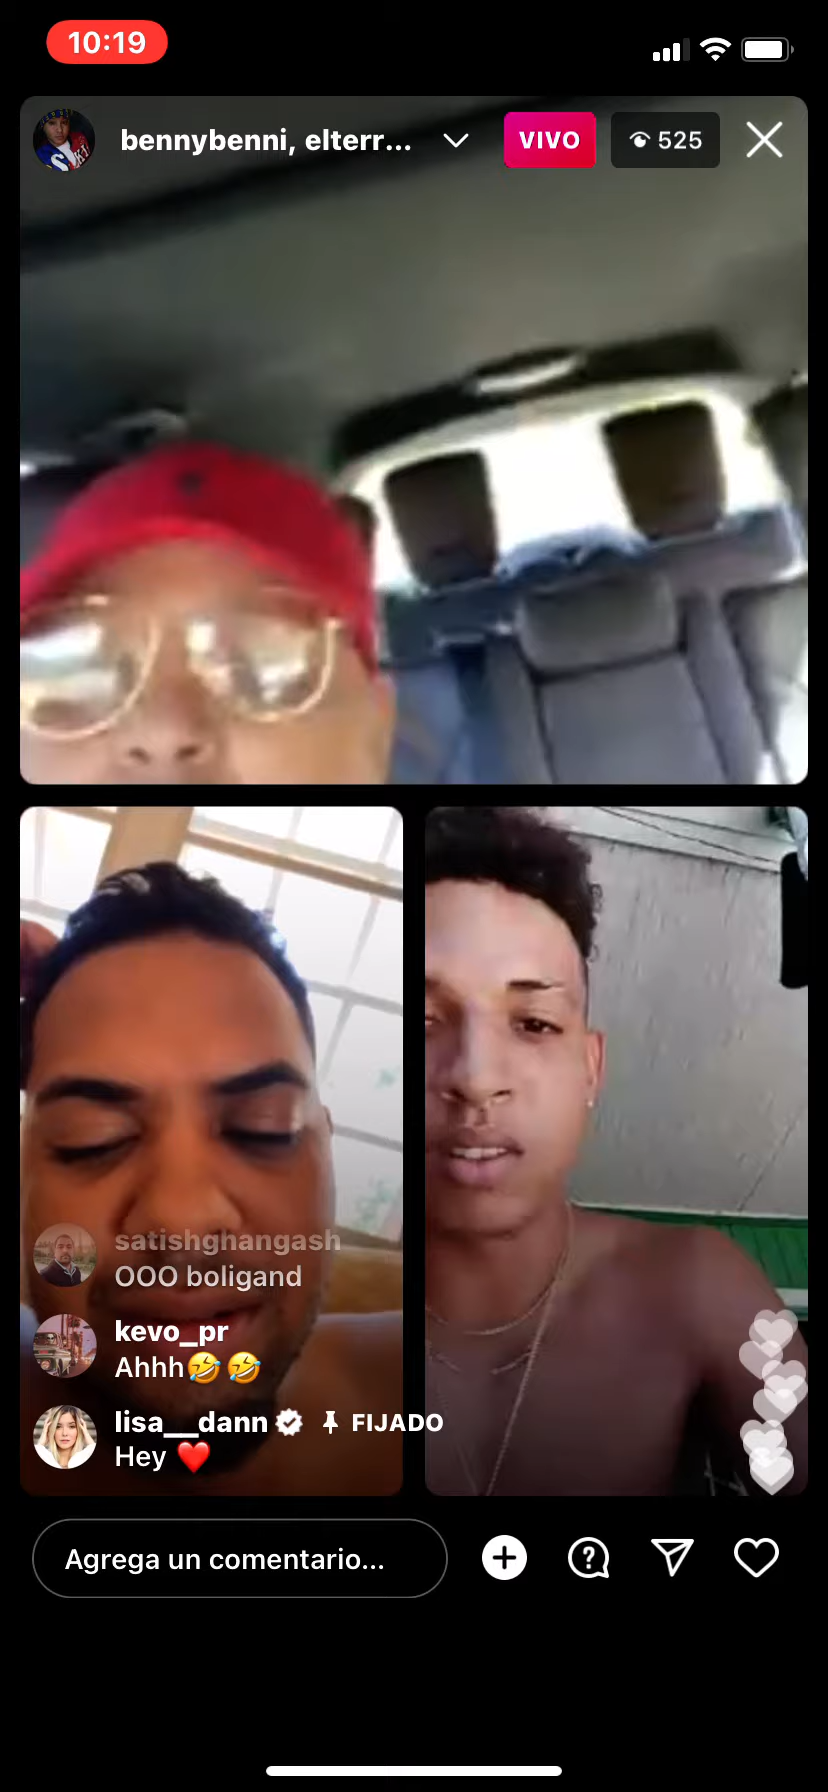 10:19
bennybenni, elterr...
VIVO
525
satishghangash
OOO boligand
kevo_pr
Ahhh🤣🤣
lisa__dann FIJADO
Hey ❤️
Agrega un comentario...